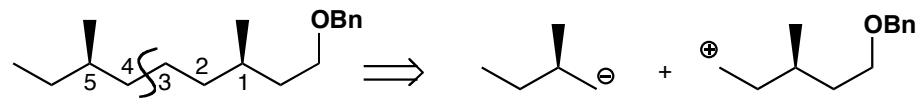 OBn OBn
5 4 3 2 1 ⊖ + ⊕